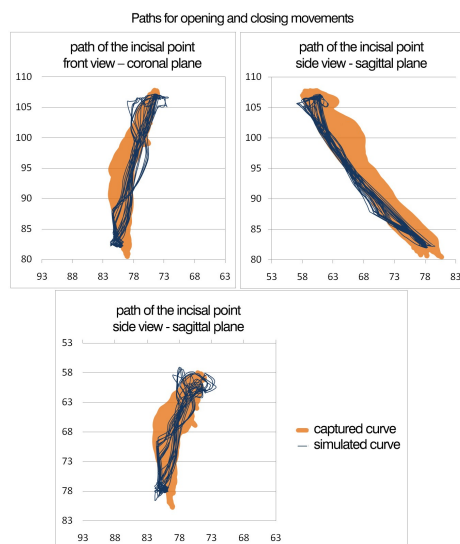 Paths for opening and closing movements
path of the incisal point
front view – coronal plane
110
105
100
95
90
85
80
93 88 83 78 73 68 63
path of the incisal point
side view - sagittal plane
110
105
100
95
90
85
80
53 58 63 68 73 78 83
path of the incisal point
side view - sagittal plane
53
58
63
68
73
78
83
93 88 83 78 73 68 63
captured curve
simulated curve